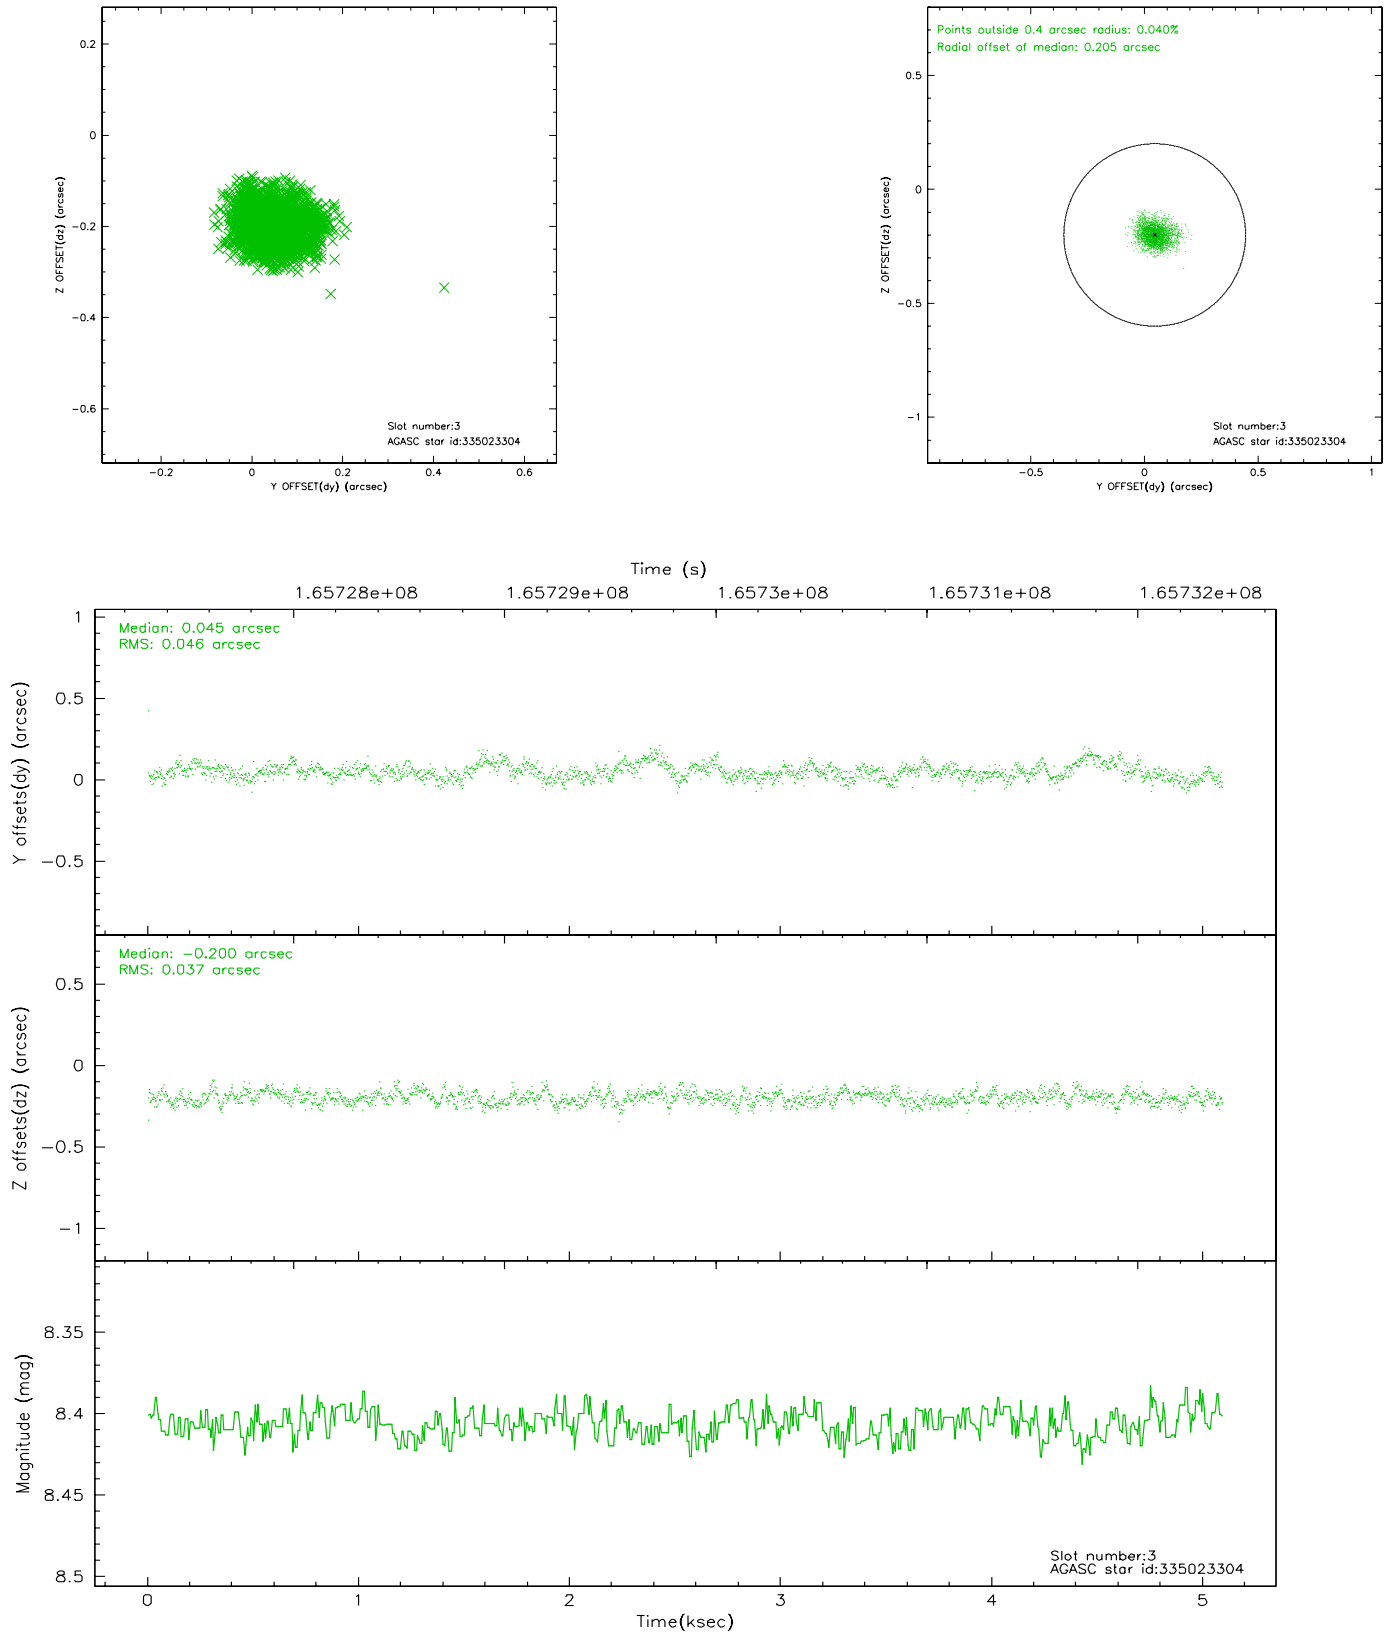 0.2
0
−0.2
−0.4
−0.6
Z OFFSET(dz) (arcsec)
Slot number:3
AGASC star id:335023304
−0.2 0 0.2 0.4 0.6
Y OFFSET(dy) (arcsec)
Points outside 0.4 arcsec radius: 0.040%
Radial offset of median: 0.205 arcsec
0.5
0
−0.5
−1
Z OFFSET(dz) (arcsec)
Slot number:3
AGASC star id:335023304
−0.5 0 0.5 1
Y OFFSET(dy) (arcsec)
Time (s)
1.65728e+08 1.65729e+08 1.6573e+08 1.65731e+08 1.65732e+08
Median: 0.045 arcsec
RMS: 0.046 arcsec
1
0.5
0
−0.5
Y offsets(dy) (arcsec)
Median: −0.200 arcsec
RMS: 0.037 arcsec
0.5
0
−0.5
−1
Z offsets(dz) (arcsec)
8.35
8.4
8.45
8.5
Magnitude (mag)
Slot number:3
AGASC star id:335023304
0 1 2 3 4 5
Time(ksec)